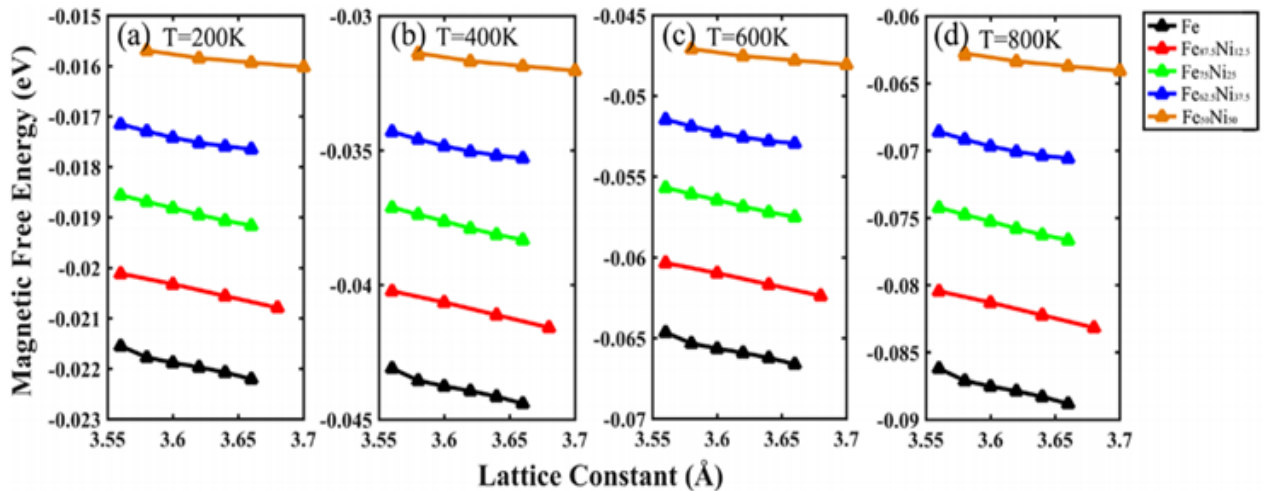 Magnetic Free Energy (eV)
(a) T=200K
-0.015
-0.016
-0.017
-0.018
-0.019
-0.02
-0.021
-0.022
-0.023
3.55 3.6 3.65 3.7
(b) T=400K
-0.03
-0.035
-0.04
-0.045
3.55 3.6 3.65 3.7
(c) T=600K
-0.045
-0.05
-0.055
-0.06
-0.065
-0.07
3.55 3.6 3.65 3.7
(d) T=800K
-0.06
-0.065
-0.07
-0.075
-0.08
-0.085
-0.09
3.55 3.6 3.65 3.7
Lattice Constant (Å)
Fe
Fe₈₇.₅Ni₁₂.₅
Fe₇₅Ni₂₅
Fe₆₂.₅Ni₃₇.₅
Fe₅₀Ni₅₀